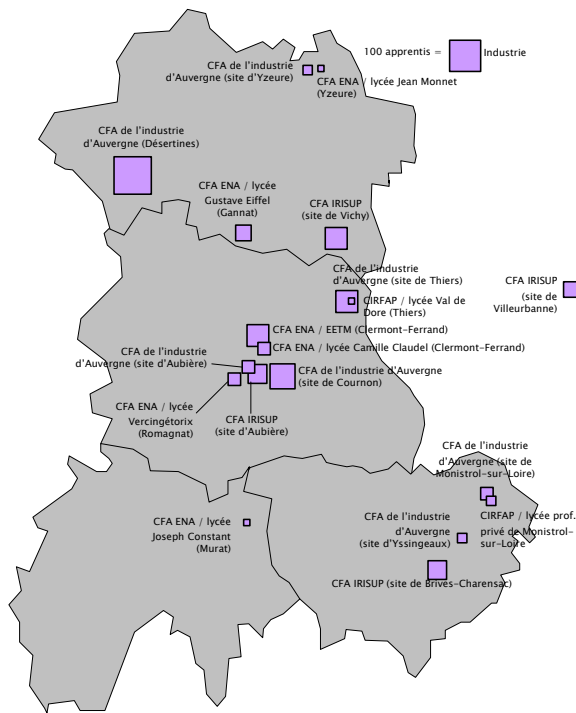 100 apprentis =
Industrie
CFA de l'industrie
d'Auvergne (site d'Yzeure)
CFA ENA / lycée Jean Monnet
(Yzeure)
CFA de l'industrie
d'Auvergne (Désertines)
CFA ENA / lycée
Gustave Eiffel
(Gannat)
CFA IRISUP
(site de Vichy)
CFA de l'industrie
d'Auvergne (site de Thiers)
CIRFAP / lycée Val de
Dore (Thiers)
CFA IRISUP
(site de
Villeurbanne)
CFA ENA / EETM (Clermont-Ferrand)
CFA ENA / lycée Camille Claudel (Clermont-Ferrand)
CFA de l'industrie
d'Auvergne (site d'Aubière)
CFA de l'industrie d'Auvergne
(site de Cournon)
CFA ENA / lycée
Vercingétorix
(Romagnat)
CFA IRISUP
(site d'Aubière)
CFA de l'industrie
d'Auvergne (site de
Monistrol-sur-Loire)
CIRFAP / lycée prof.
privé de Monistrol-
sur-Loire
CFA de l'industrie
d'Auvergne
(site d'Yssingeaux)
CFA ENA / lycée
Joseph Constant
(Murat)
CFA IRISUP (site de Brives-Charensac)